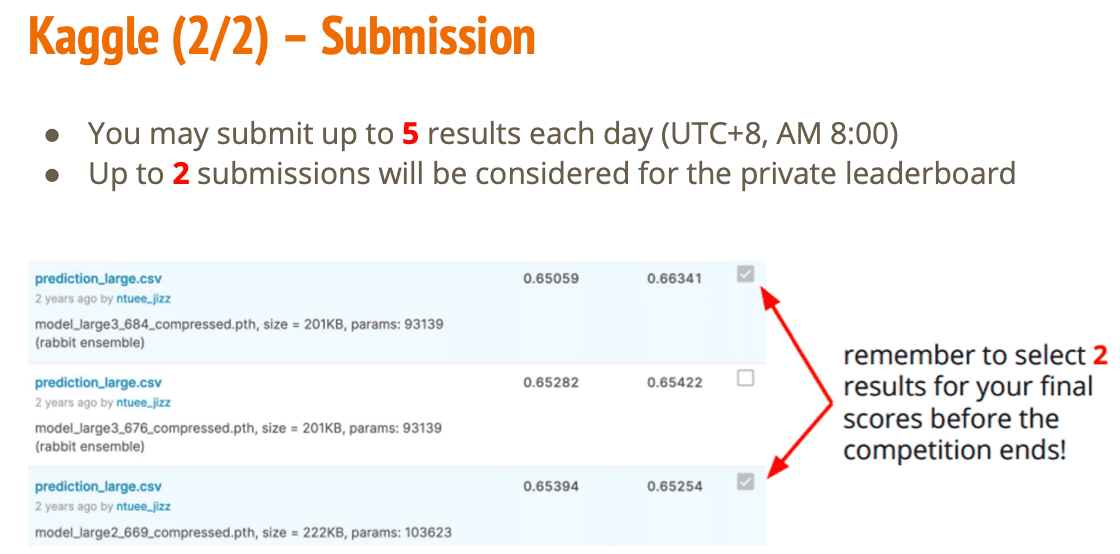 Kaggle (2/2) – Submission
● You may submit up to 5 results each day (UTC+8, AM 8:00)
● Up to 2 submissions will be considered for the private leaderboard
prediction_large.csv 0.65059 0.66341
2 years ago by ntuee_jizz
model_large3_684_compressed.pth, size = 201KB, params: 93139
(rabbit ensemble)
prediction_large.csv 0.65282 0.65422
2 years ago by ntuee_jizz
model_large3_676_compressed.pth, size = 201KB, params: 93139
(rabbit ensemble)
prediction_large.csv 0.65394 0.65254
2 years ago by ntuee_jizz
model_large2_669_compressed.pth, size = 222KB, params: 103623
remember to select 2
results for your final
scores before the
competition ends!